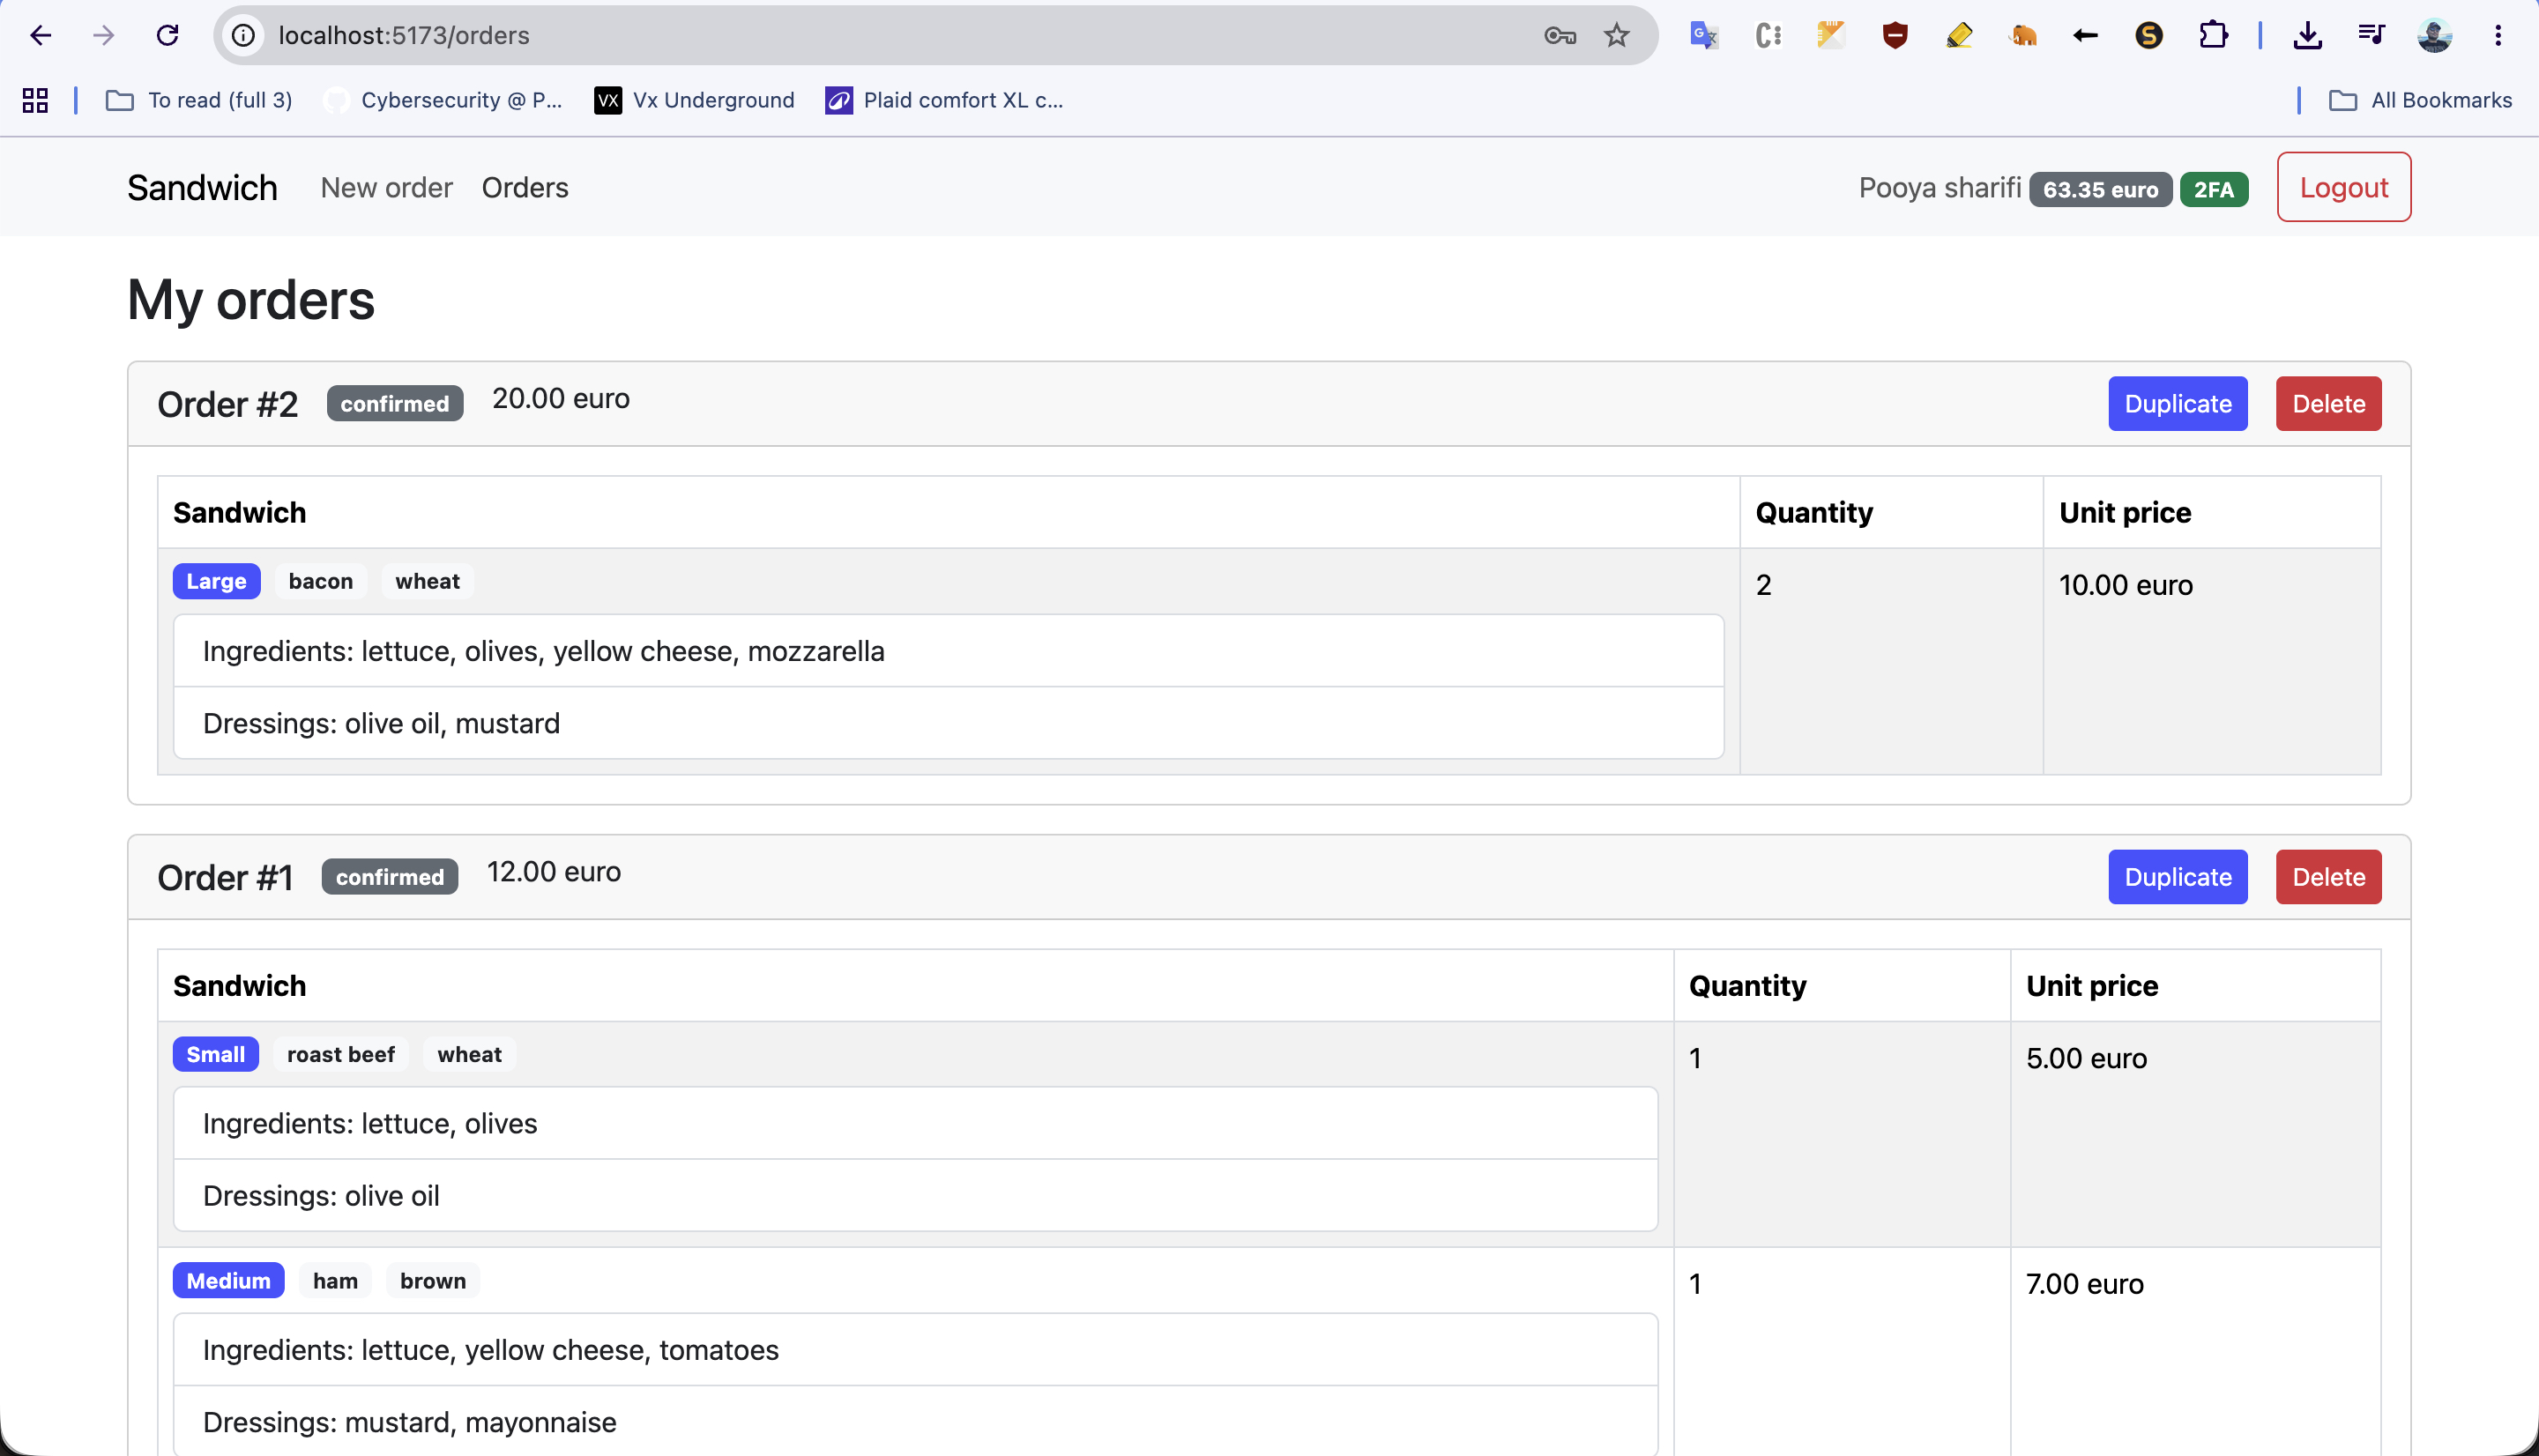 localhost:5173/orders
To read (full 3) Cybersecurity @ P... VX Vx Underground Plaid comfort XL c... All Bookmarks
Sandwich New order Orders Pooya sharifi 63.35 euro 2FA Logout
My orders
Order #2 confirmed 20.00 euro Duplicate Delete
Sandwich Quantity Unit price
Large bacon wheat 2 10.00 euro
Ingredients: lettuce, olives, yellow cheese, mozzarella
Dressings: olive oil, mustard
Order #1 confirmed 12.00 euro Duplicate Delete
Sandwich Quantity Unit price
Small roast beef wheat 1 5.00 euro
Ingredients: lettuce, olives
Dressings: olive oil
Medium ham brown 1 7.00 euro
Ingredients: lettuce, yellow cheese, tomatoes
Dressings: mustard, mayonnaise